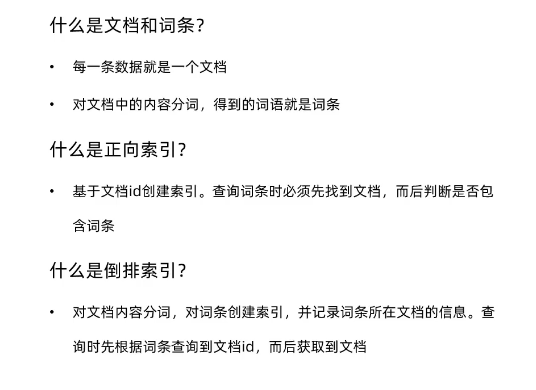 什么是文档和词条？
• 每一条数据就是一个文档
• 对文档中的内容分词，得到的词语就是词条
什么是正向索引？
• 基于文档id创建索引。查询词条时必须先找到文档，而后判断是否包
含词条
什么是倒排索引？
• 对文档内容分词，对词条创建索引，并记录词条所在文档的信息。查
询时先根据词条查询到文档id，而后获取到文档